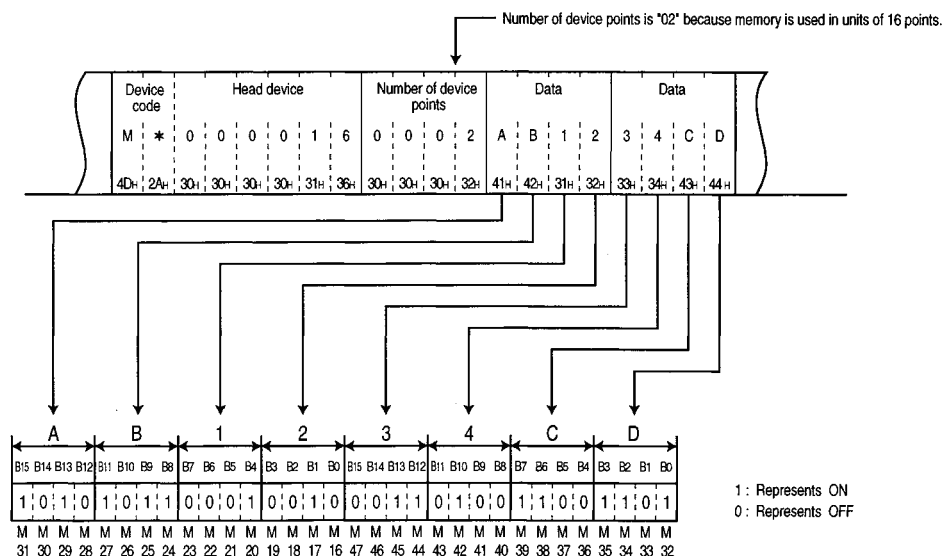 Number of device points is "02" because memory is used in units of 16 points.
Device code Head device Number of device points Data Data
M * 0 0 0 0 1 6 0 0 0 2 A B 1 2 3 4 C D
4DH 2AH 30H 30H 30H 30H 31H 36H 30H 30H 30H 32H 41H 42H 31H 32H 33H 34H 43H 44H
A B 1 2 3 4 C D
B15 B14 B13 B12 B11 B10 B9 B8 B7 B6 B5 B4 B3 B2 B1 B0 B15 B14 B13 B12 B11 B10 B9 B8 B7 B6 B5 B4 B3 B2 B1 B0
1 0 1 0 1 0 1 1 0 0 0 1 0 0 1 0 0 0 1 1 0 1 0 0 1 1 0 0 1 1 0 1
M M M M M M M M M M M M M M M M M M M M M M M M M M M M M M M M
31 30 29 28 27 26 25 24 23 22 21 20 19 18 17 16 47 46 45 44 43 42 41 40 39 38 37 36 35 34 33 32
1 : Represents ON
0 : Represents OFF